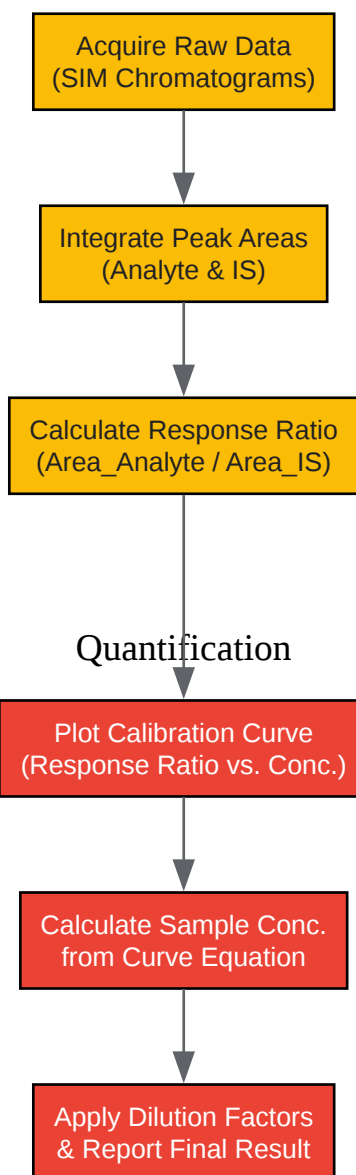 Acquire Raw Data
(SIM Chromatograms)
Integrate Peak Areas
(Analyte & IS)
Calculate Response Ratio
(Area_Analyte / Area_IS)
Quantification
Plot Calibration Curve
(Response Ratio vs. Conc.)
Calculate Sample Conc.
from Curve Equation
Apply Dilution Factors
& Report Final Result